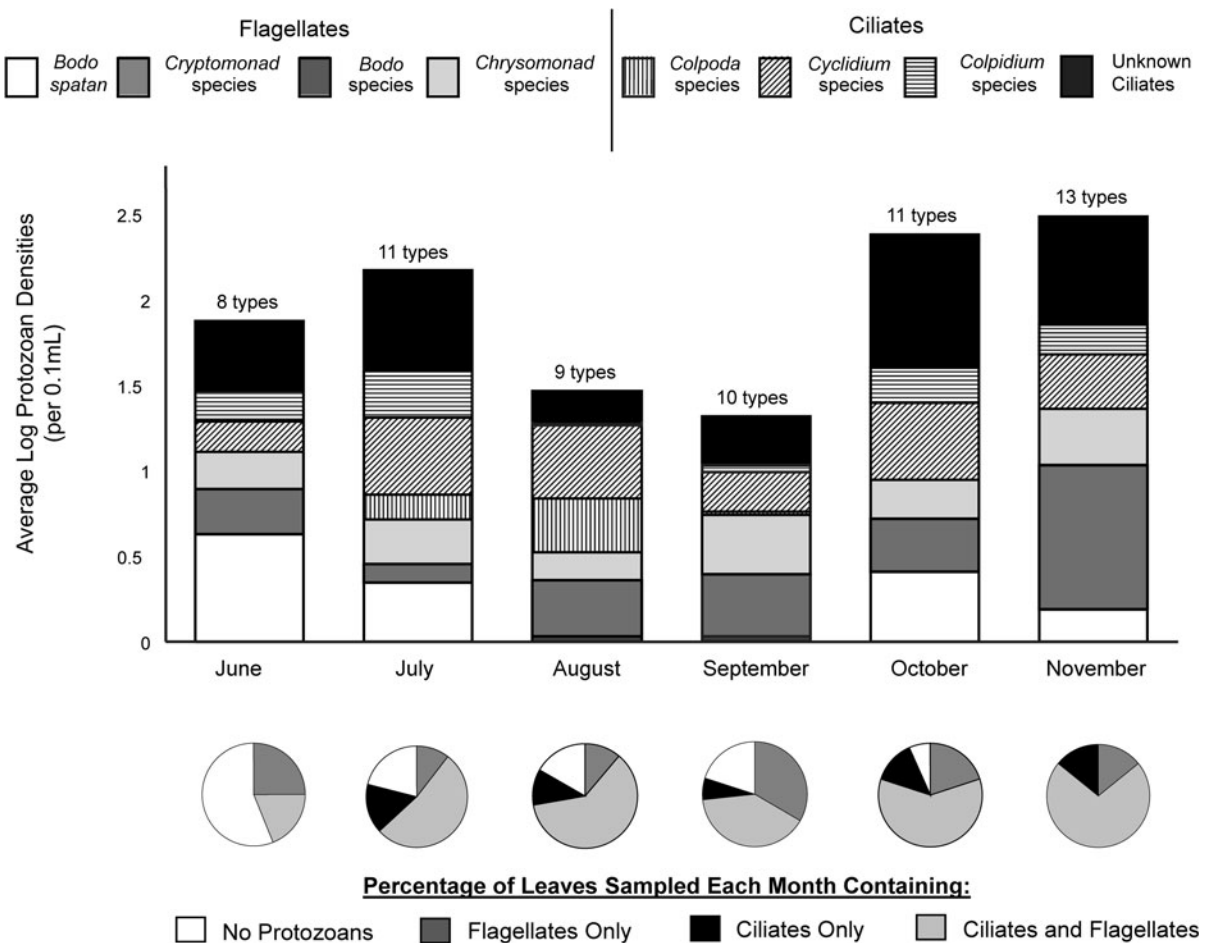 Flagellates
Ciliates
Bodo spatan
Cryptomonad species
Bodo species
Chrysomonad species
Colpoda species
Cyclidium species
Colpidium species
Unknown Ciliates
Average Log Protozoan Densities
(per 0.1mL)
2.5
2
1.5
1
0.5
0
8 types
11 types
9 types
10 types
11 types
13 types
June
July
August
September
October
November
Percentage of Leaves Sampled Each Month Containing:
No Protozoans
Flagellates Only
Ciliates Only
Ciliates and Flagellates